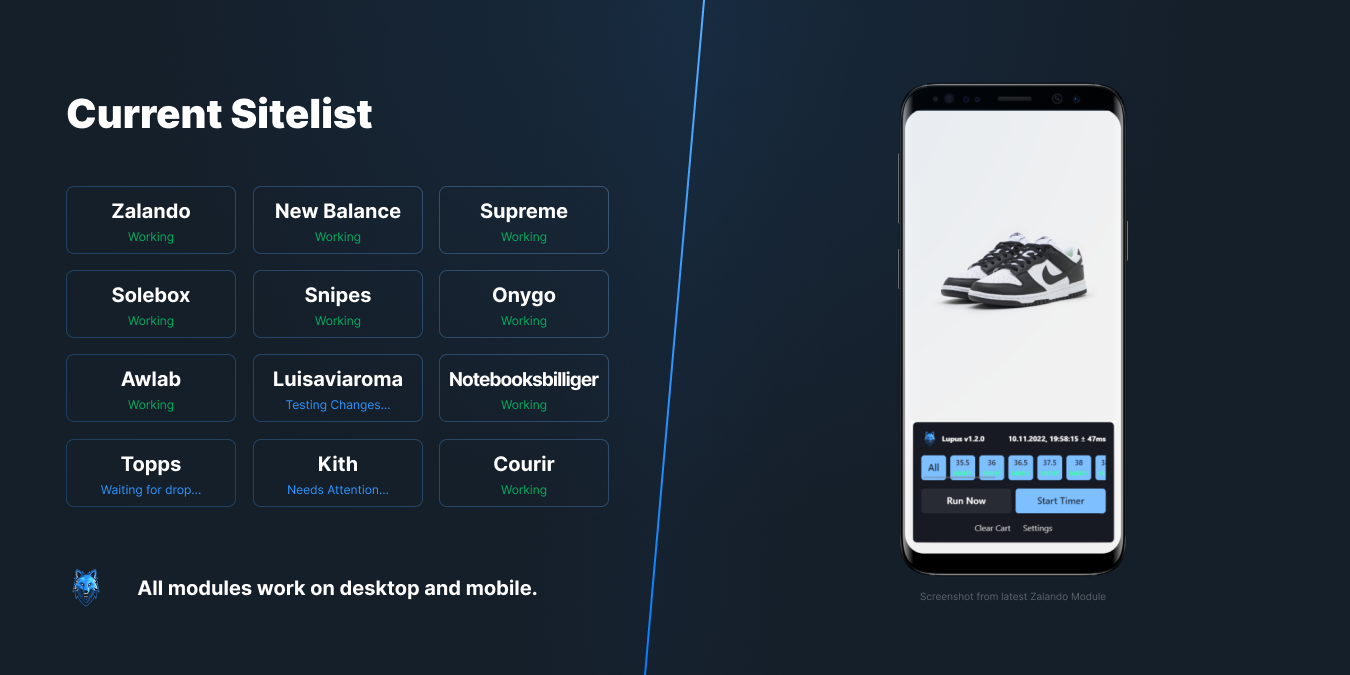 Current Sitelist
Zalando
Working
New Balance
Working
Supreme
Working
Solebox
Working
Snipes
Working
Onygo
Working
Awlab
Working
Luisaviaroma
Testing Changes...
Notebooksbilliger
Working
Topps
Waiting for drop...
Kith
Needs Attention...
Courir
Working
All modules work on desktop and mobile.
Lupus v1.2.0 10.11.2022, 19:58:15 ± 47ms
All 35.5 36 36.5 37.5 38
Run Now Start Timer
Clear Cart Settings
Screenshot from latest Zalando Module